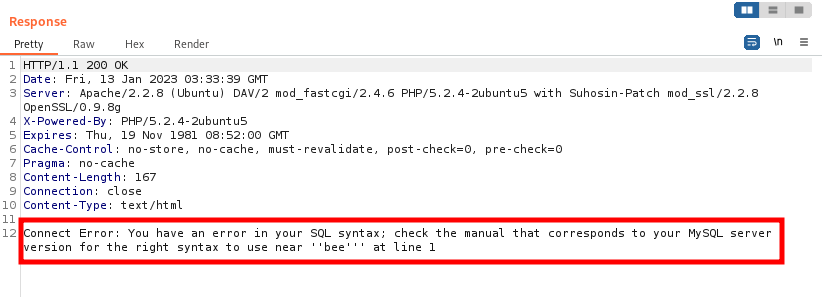 Response
Pretty Raw Hex Render
\n
1 HTTP/1.1 200 OK
2 Date: Fri, 13 Jan 2023 03:33:39 GMT
3 Server: Apache/2.2.8 (Ubuntu) DAV/2 mod_fastcgi/2.4.6 PHP/5.2.4-2ubuntu5 with Suhosin-Patch mod_ssl/2.2.8
OpenSSL/0.9.8g
4 X-Powered-By: PHP/5.2.4-2ubuntu5
5 Expires: Thu, 19 Nov 1981 08:52:00 GMT
6 Cache-Control: no-store, no-cache, must-revalidate, post-check=0, pre-check=0
7 Pragma: no-cache
8 Content-Length: 167
9 Connection: close
10 Content-Type: text/html
11
12 Connect Error: You have an error in your SQL syntax; check the manual that corresponds to your MySQL server
version for the right syntax to use near ''bee''' at line 1